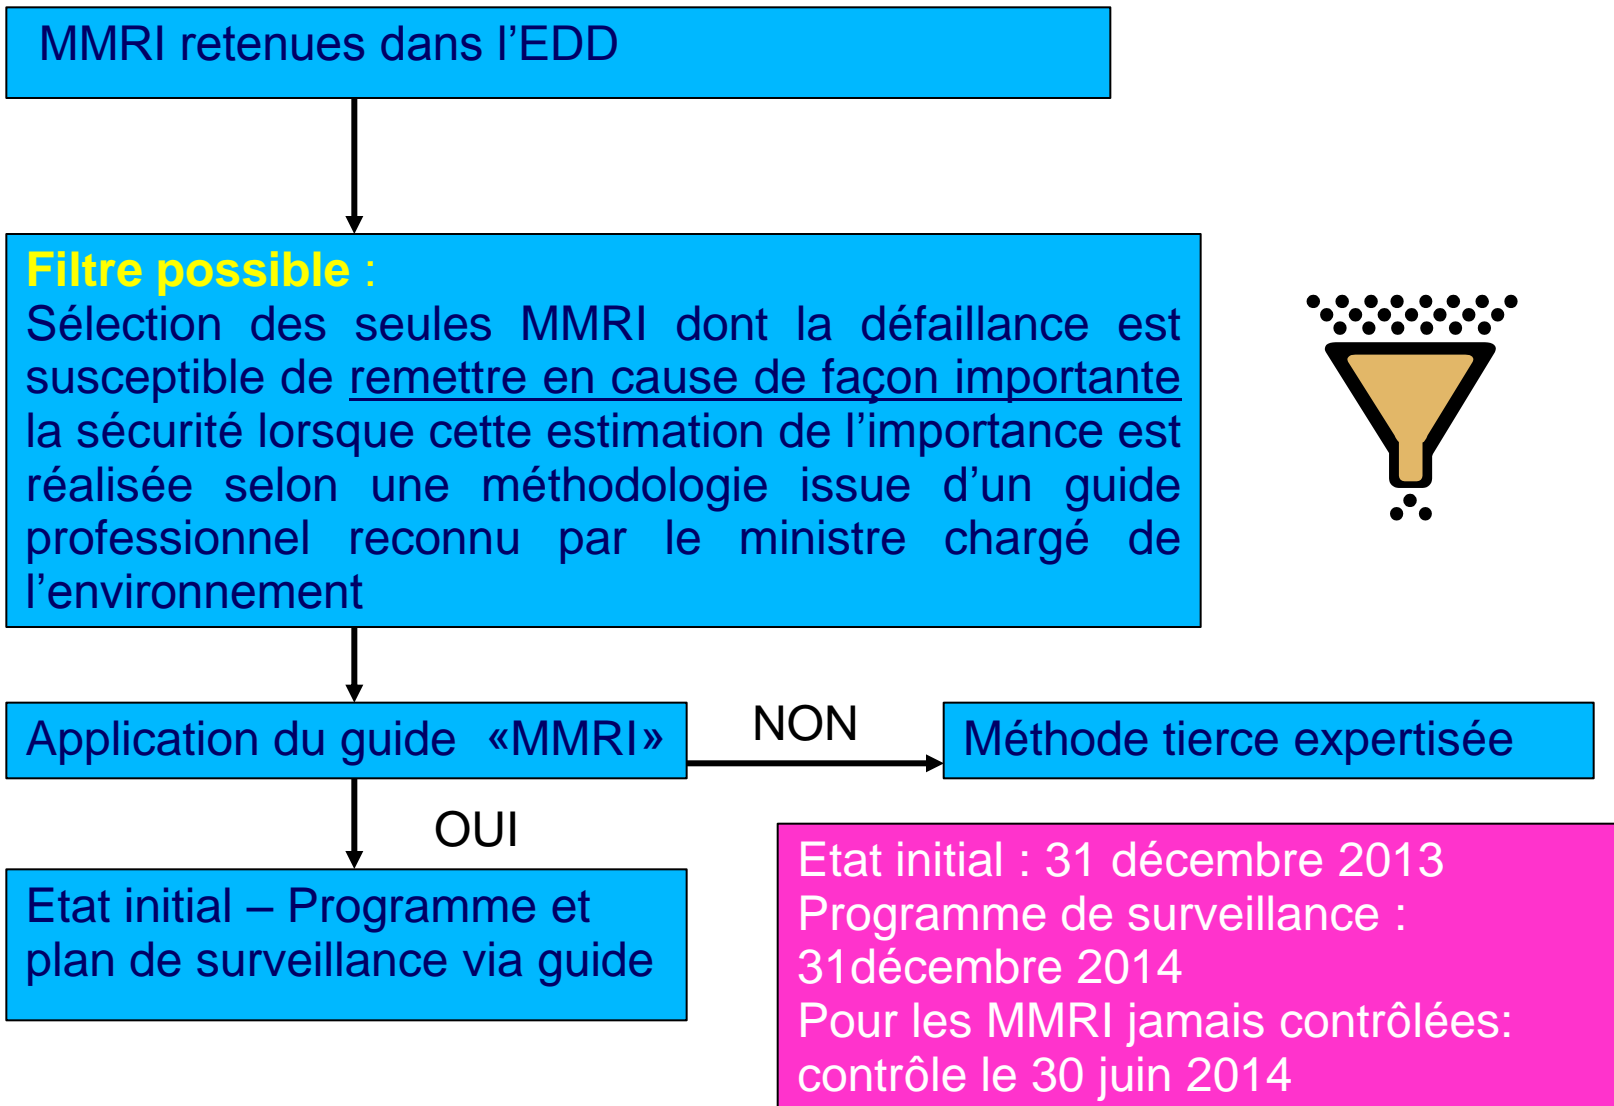 MMRI retenues dans l’EDD
Filtre possible :
Sélection des seules MMRI dont la défaillance est
susceptible de remettre en cause de façon importante
la sécurité lorsque cette estimation de l’importance est
réalisée selon une méthodologie issue d’un guide
professionnel reconnu par le ministre chargé de
l’environnement
Application du guide «MMRI»
NON
Méthode tierce expertisée
OUI
Etat initial – Programme et
plan de surveillance via guide
Etat initial : 31 décembre 2013
Programme de surveillance :
31décembre 2014
Pour les MMRI jamais contrôlées:
contrôle le 30 juin 2014